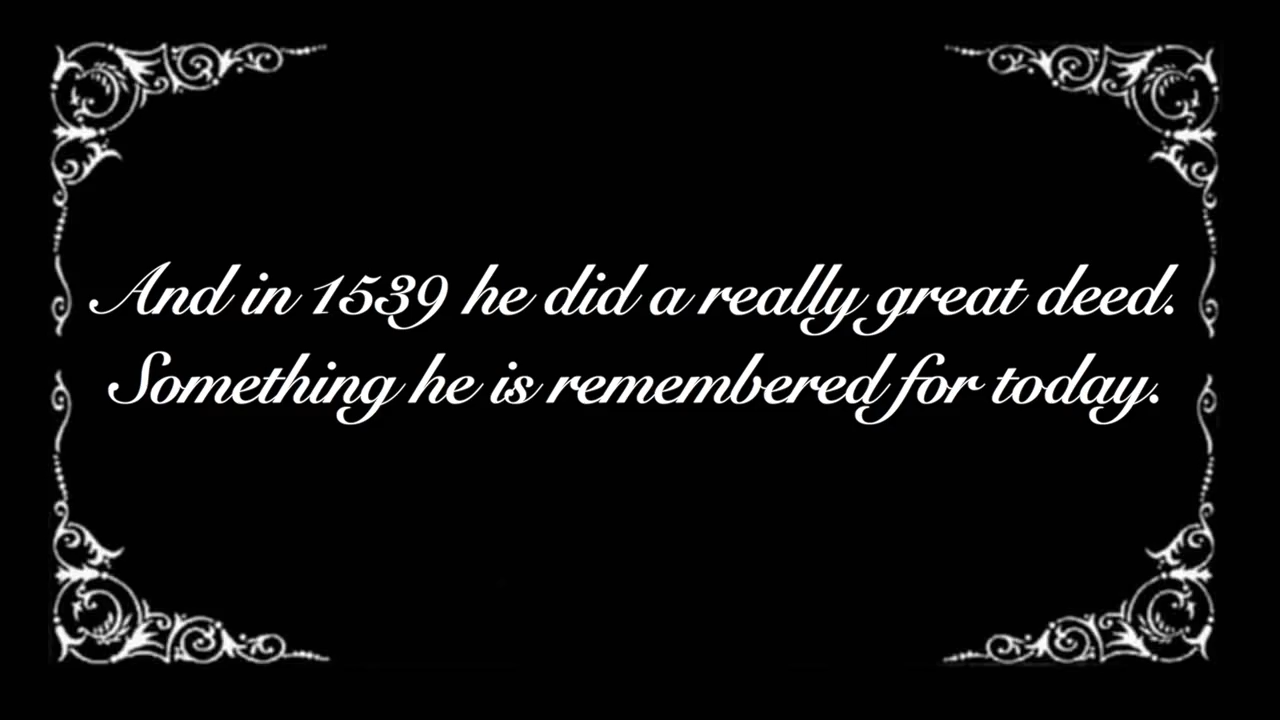 And in 1539 he did a really great deed.
Something he is remembered for today.